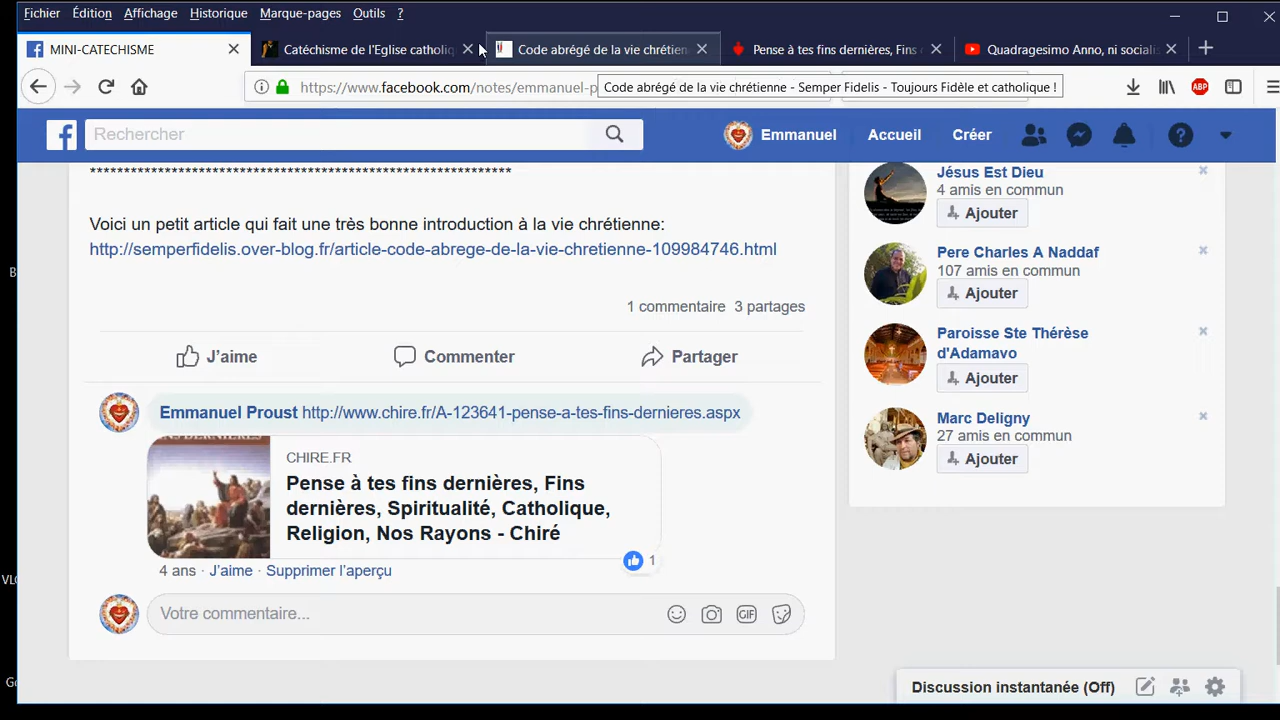 Fichier Édition Affichage Historique Marque-pages Outils ?
MINI-CATECHISME
Catéchisme de l'Eglise catholiq
Code abrégé de la vie chrétien
Pense à tes fins dernières, Fins
Quadragesimo Anno, ni sociali
https://www.facebook.com/notes/emmanuel-p
Code abrégé de la vie chrétienne - Semper Fidelis - Toujours Fidèle et catholique !
ABP
Rechercher
Emmanuel Accueil Créer
************************************************************
Voici un petit article qui fait une très bonne introduction à la vie chrétienne:
http://semperfidelis.over-blog.fr/article-code-abrege-de-la-vie-chretienne-109984746.html
1 commentaire 3 partages
J'aime Commenter Partager
Emmanuel Proust http://www.chire.fr/A-123641-pense-a-tes-fins-dernieres.aspx
CHIRE.FR
Pense à tes fins dernières, Fins
dernières, Spiritualité, Catholique,
Religion, Nos Rayons - Chiré
1
4 ans · J'aime · Supprimer l'aperçu
Votre commentaire...
GIF
Jésus Est Dieu
4 amis en commun
Ajouter
Pere Charles A Naddaf
107 amis en commun
Ajouter
Paroisse Ste Thérèse
d'Adamavo
Ajouter
Marc Deligny
27 amis en commun
Ajouter
Discussion instantanée (Off)